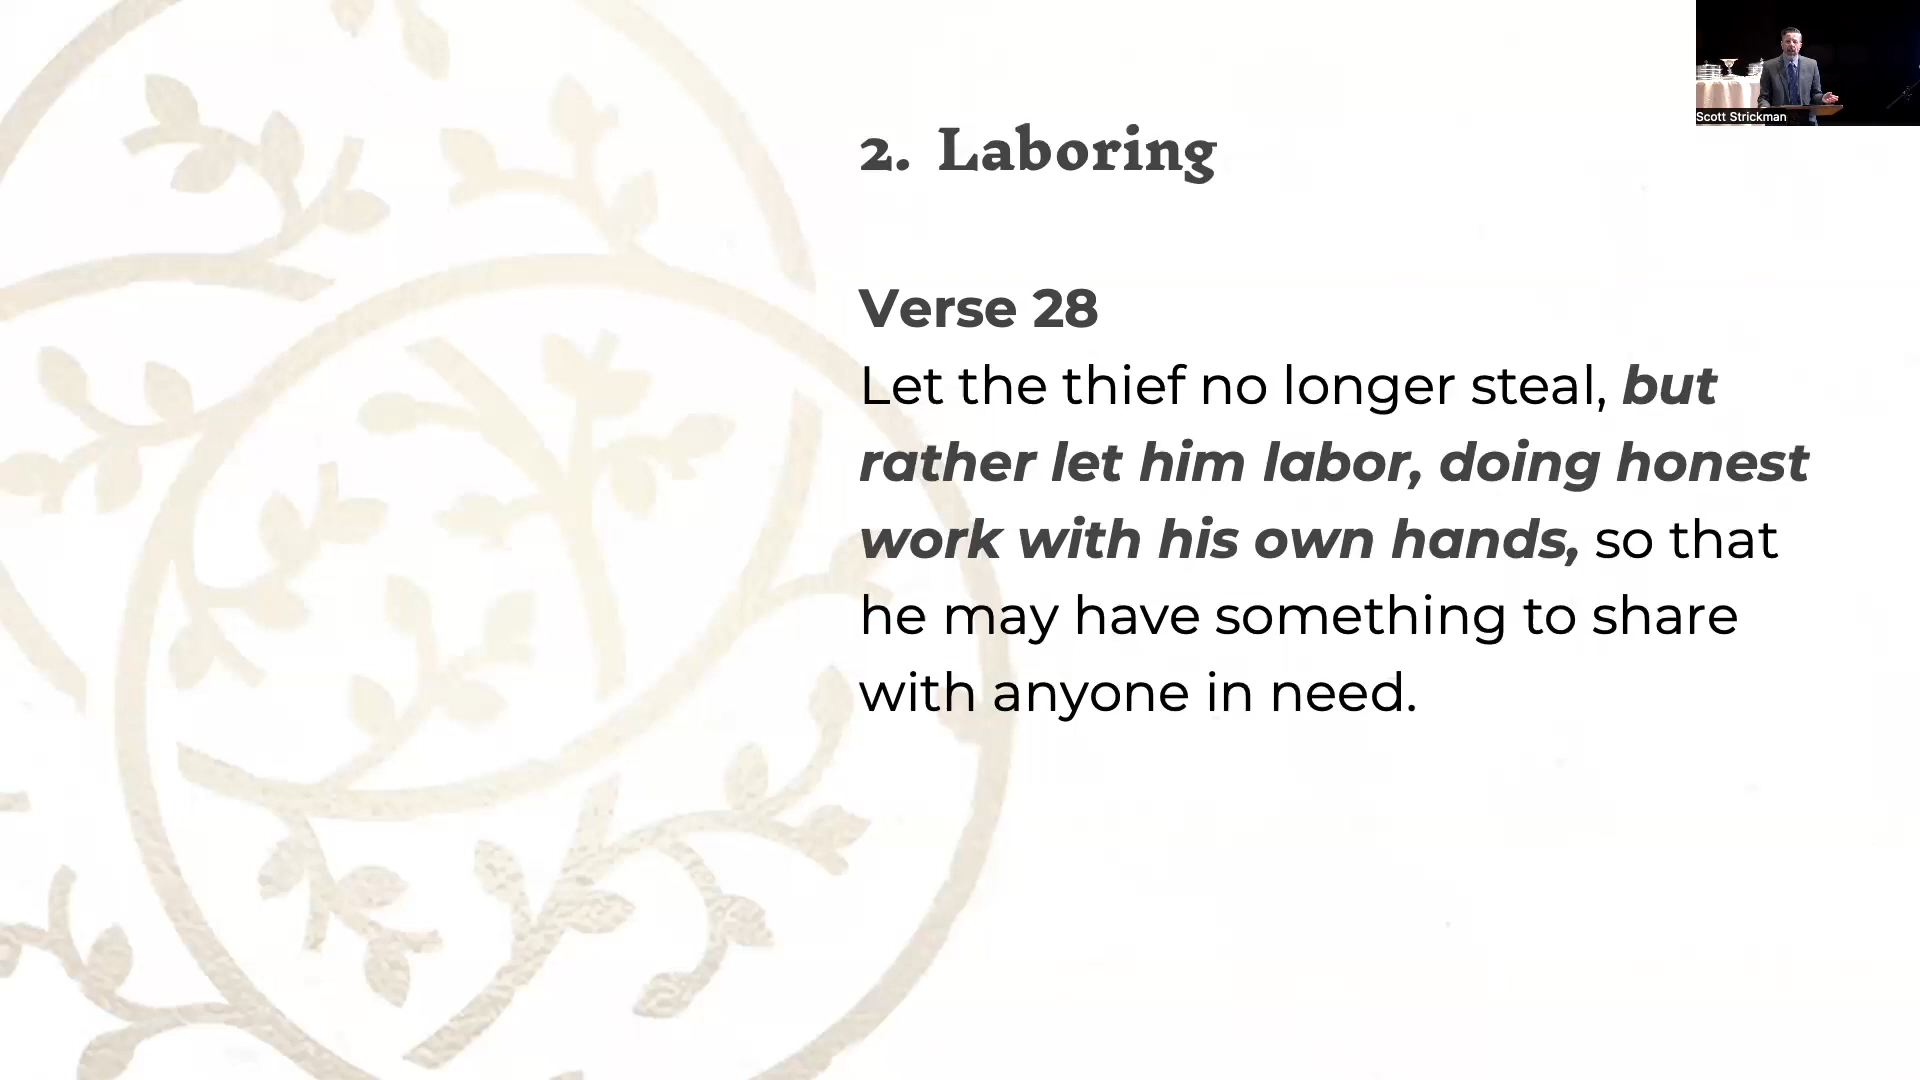 Scott Strickman
2. Laboring
Verse 28
Let the thief no longer steal, but
rather let him labor, doing honest
work with his own hands, so that
he may have something to share
with anyone in need.